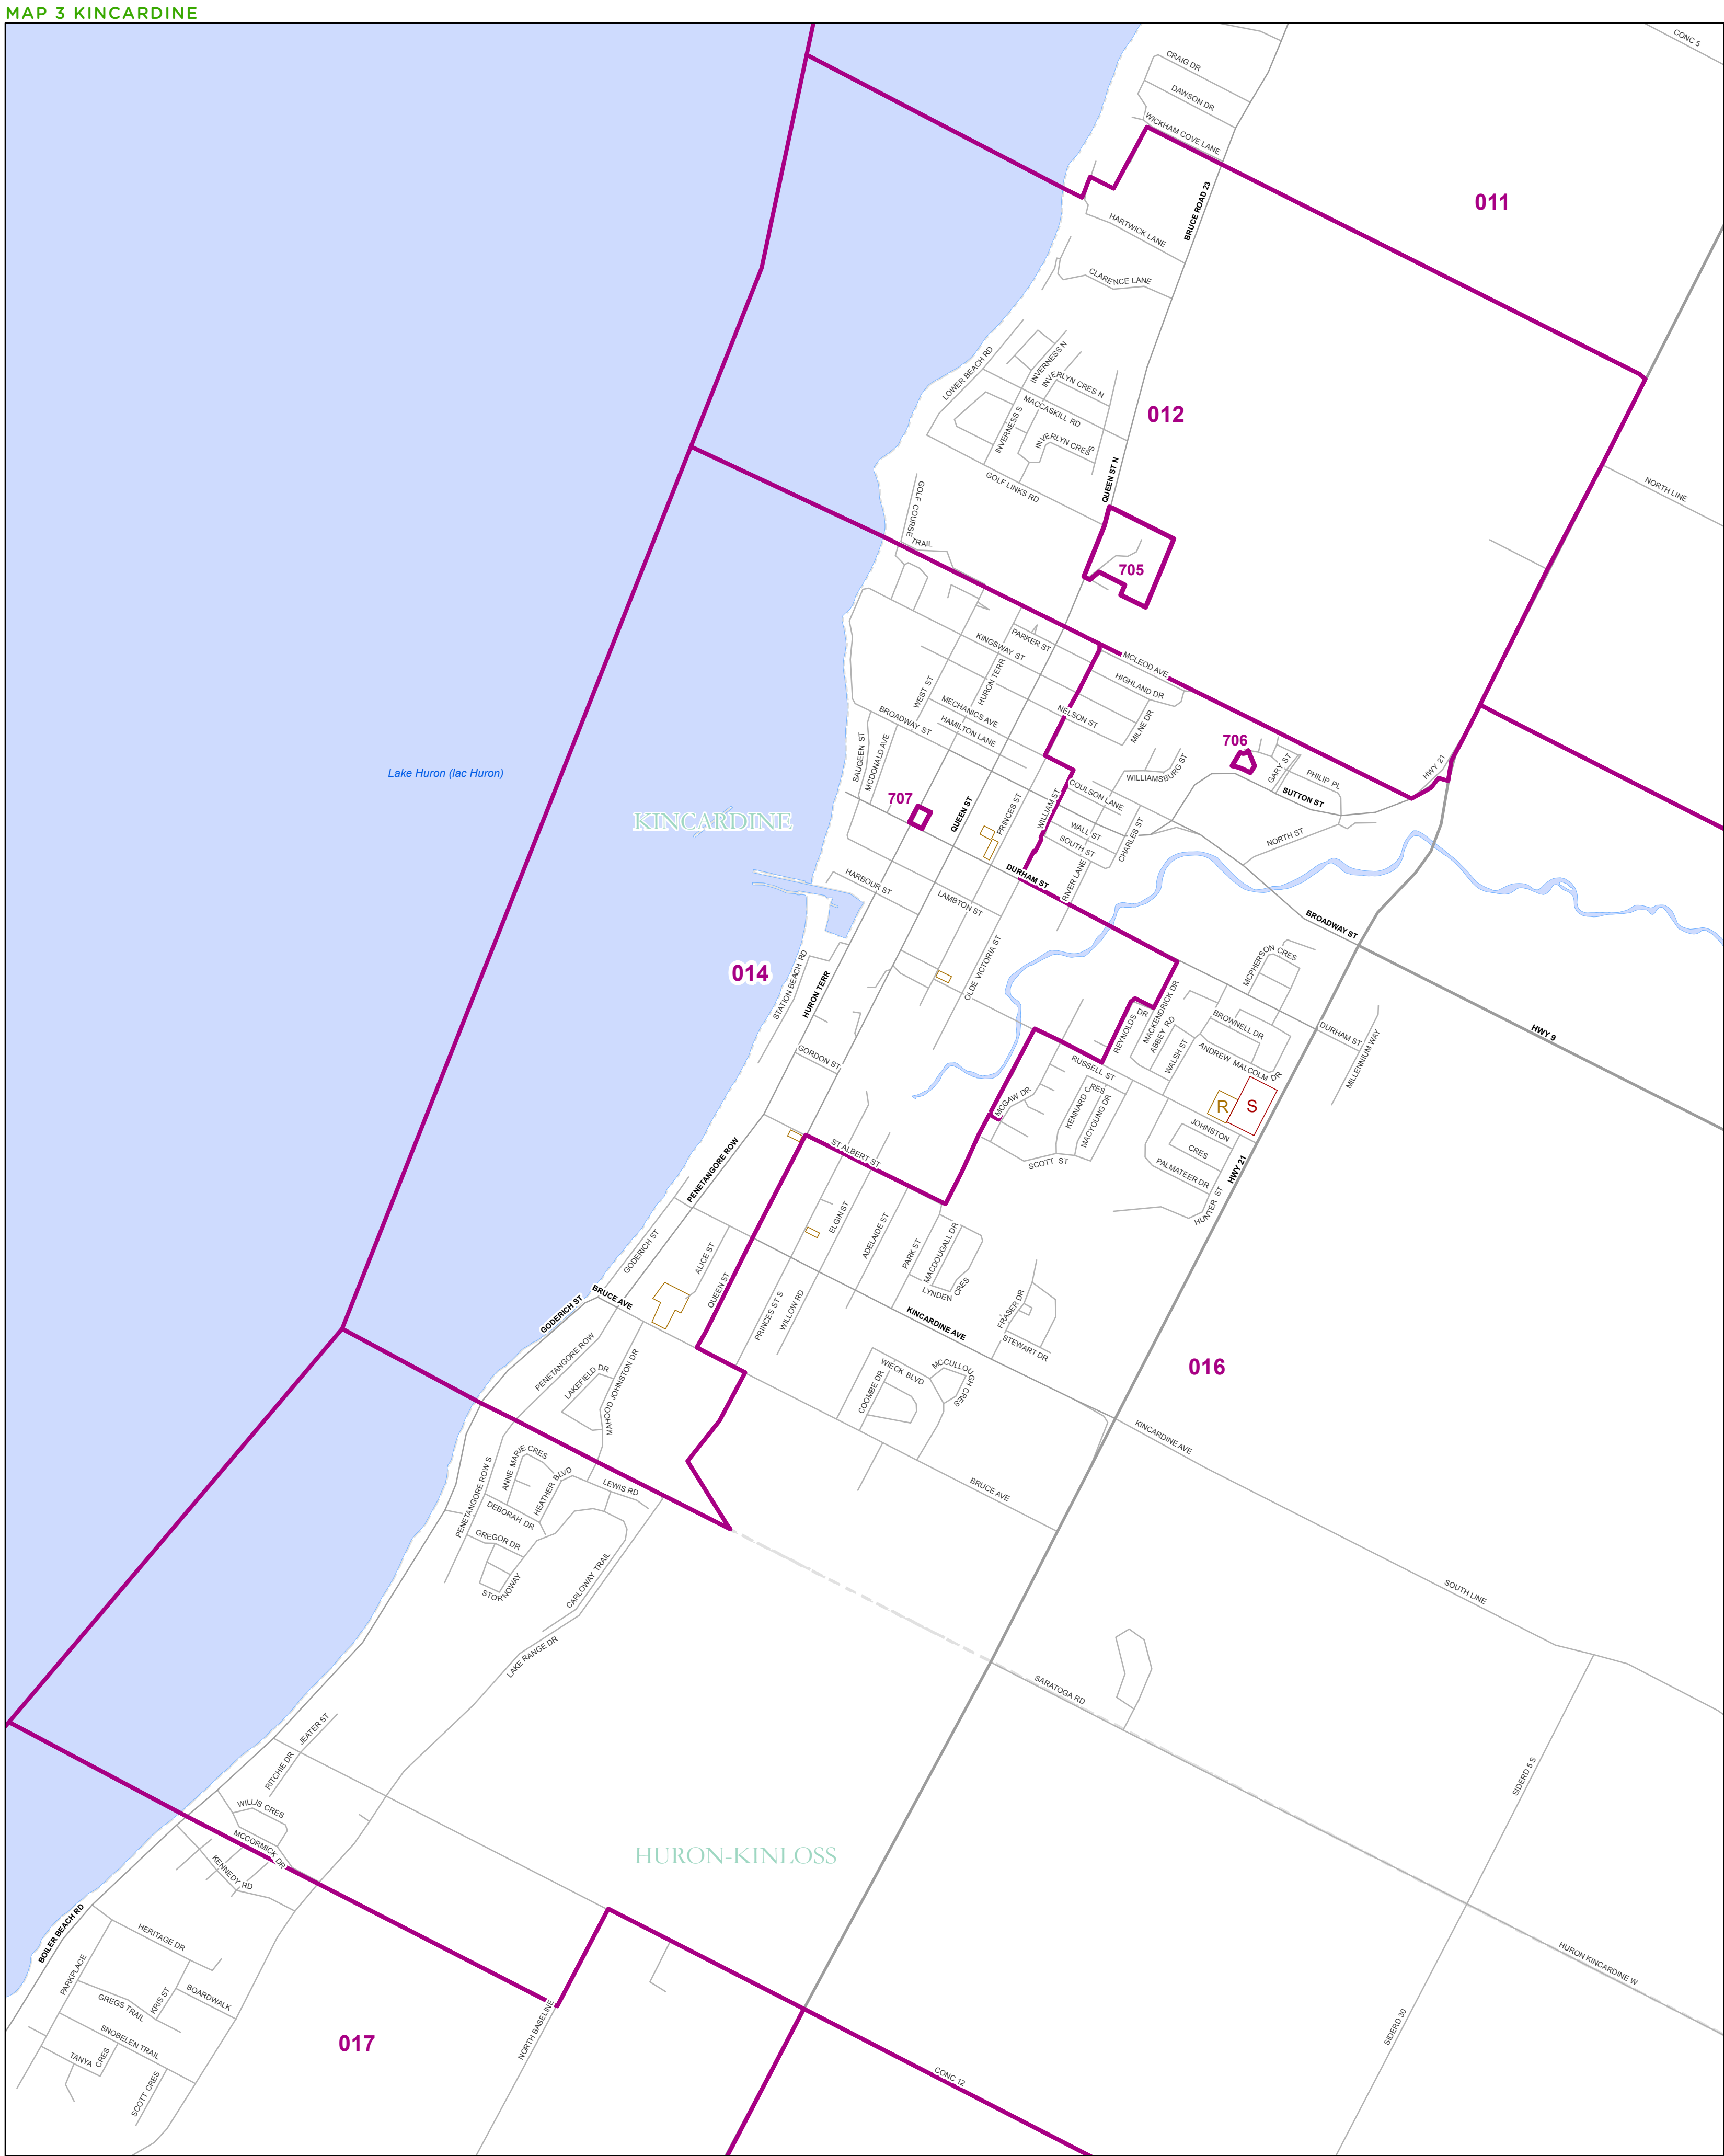 MAP 3 KINCARDINE
CONC 5
CRAIG DR
DAWSON DR
WICKHAM COVE LANE
BRUCE ROAD 23
011
HARTWICK LANE
CLARENCE LANE
LOWER BEACH RD
INVERNESS N
INVERLYN CRES N
MACCASKILL RD
INVERNESS S
INVERLYN CRES S
012
QUEEN ST N
GOLF LINKS RD
NORTH LINE
GOLF COURSE
TRAIL
705
PARKER ST
KINGSWAY ST
MCLEOD AVE
HURON TERR
HIGHLAND DR
WEST ST
MECHANICS AVE
NELSON ST
BROADWAY ST
HAMILTON LANE
MILNE DR
706
SAUGEEN ST
MCDONALD AVE
WILLIAMSBURG ST
GARY ST
PHILIP PL
HWY 21
Lake Huron (lac Huron)
COULSON LANE
SUTTON ST
707
QUEEN ST
PRINCES ST
WILLIAM ST
KINCARDINE
WALL ST
SOUTH ST
CHARLES ST
NORTH ST
DURHAM ST
RIVER LANE
HARBOUR ST
LAMBTON ST
BROADWAY ST
OLDE VICTORIA ST
MCPHERSON CRES
014
STATION BEACH RD
HURON TERR
MACKENDRICK DR
REYNOLDS DR
ABBEY RD
BROWNELL DR
DURHAM ST
HWY 9
WALSH ST
ANDREW MALCOLM DR
MILLENNIUM WAY
GORDON ST
RUSSELL ST
MCGAW DR
KENNARD CRES
MACYOUNG DR
R
S
JOHNSTON
CRES
ST ALBERT ST
SCOTT ST
PALMATEER DR
HWY 21
HUNTER ST
PENETANGORE ROW
ELGIN ST
ADELAIDE ST
PARK ST
MACDOUGALL DR
GODERICH ST
ALICE ST
QUEEN ST
LYNDEN CRES
BRUCE AVE
PRINCES ST S
WILLOW RD
FRASER DR
GODERICH ST
KINCARDINE AVE
STEWART DR
PENETANGORE ROW
LAKEFIELD DR
MAHOOD JOHNSTON DR
WIECK BLVD
MCCULLOUGH CRES
COOMBE DR
016
KINCARDINE AVE
ANNE MARIE CRES
HEATHER BLVD
LEWIS RD
PENETANGORE ROW S
DEBORAH DR
BRUCE AVE
GREGOR DR
STORNOWAY
CARLOWAY TRAIL
SOUTH LINE
LAKE RANGE DR
SARATOGA RD
JEATER ST
RITCHIE DR
SIDERD 5 S
WILLIS CRES
MCCORMICK DR
HURON-KINLOSS
KENNEDY RD
BOILER BEACH RD
HERITAGE DR
HURON KINCARDINE W
PARKPLACE
KRIS ST
BOARDWALK
GREGS TRAIL
SNOBELEN TRAIL
NORTH BASELINE
SIDERD 30
017
TANYA CRES
SCOTT CRES
CONC 12